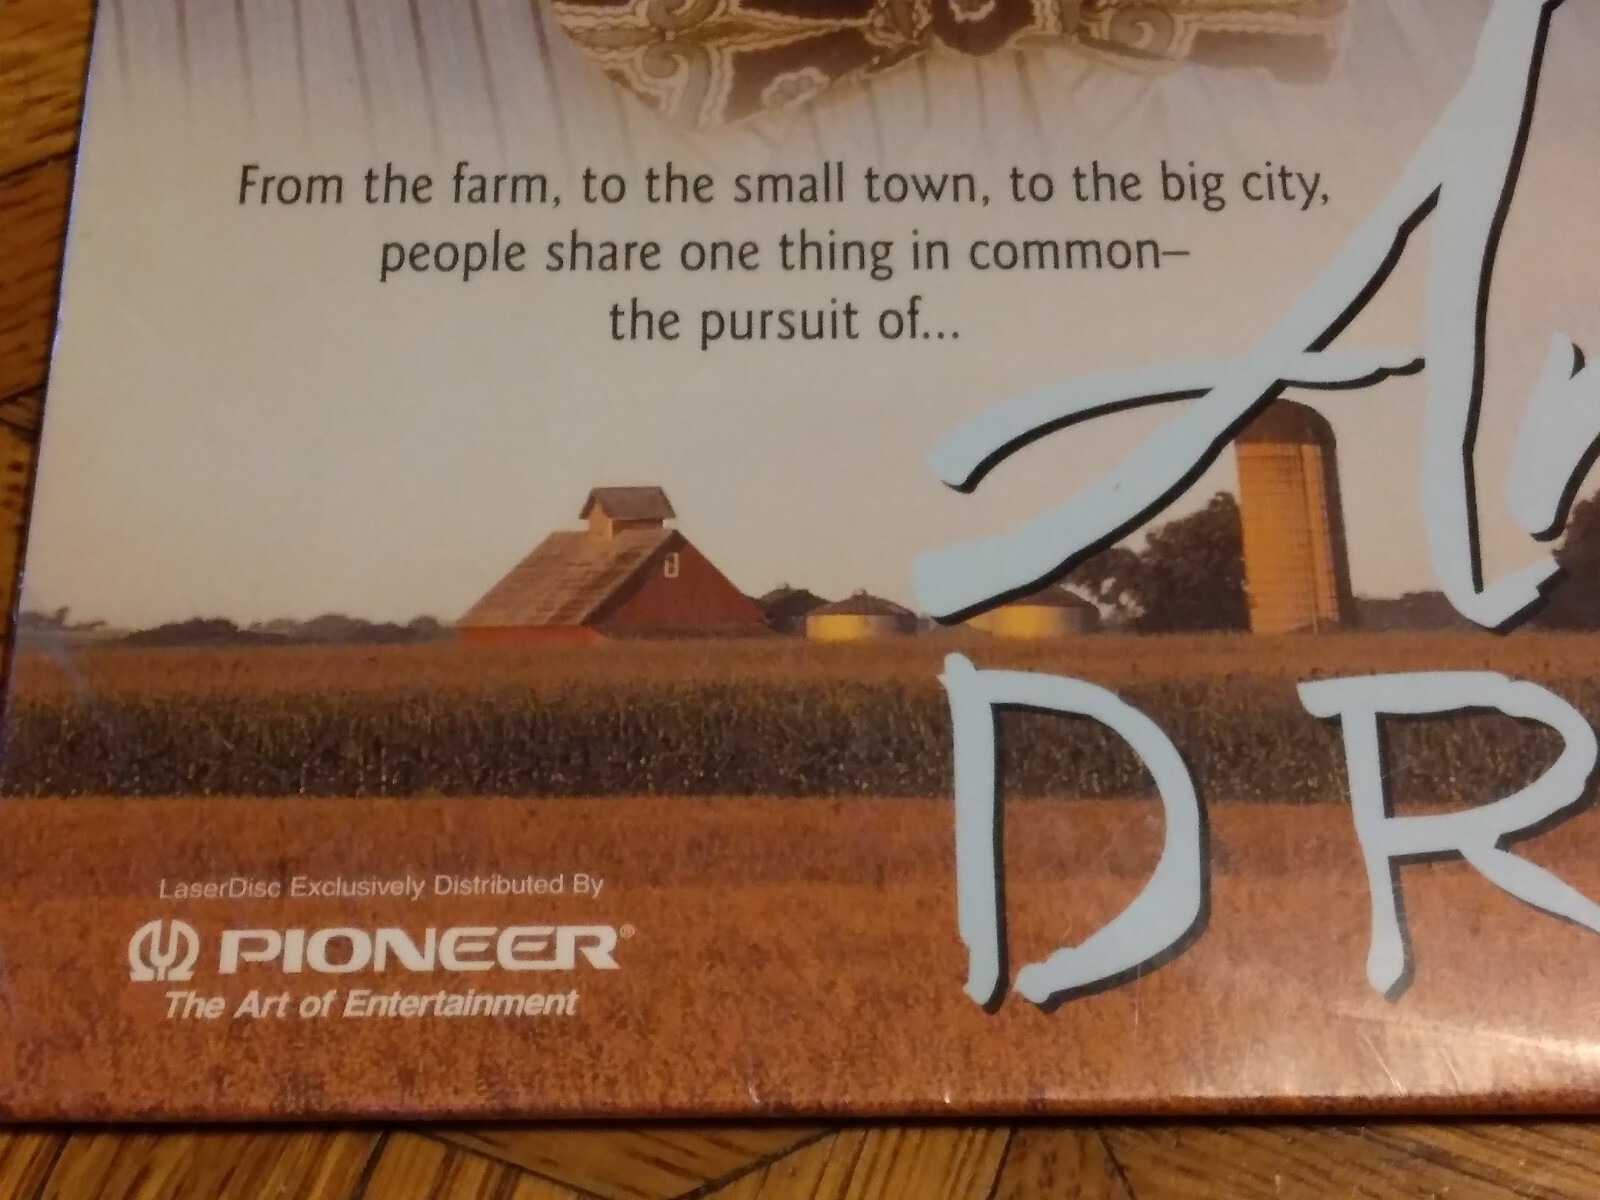 From the farm, to the small town, to the big city,
people share one thing in common–
the pursuit of...
A
DR
LaserDisc Exclusively Distributed By
PIONEER®
The Art of Entertainment